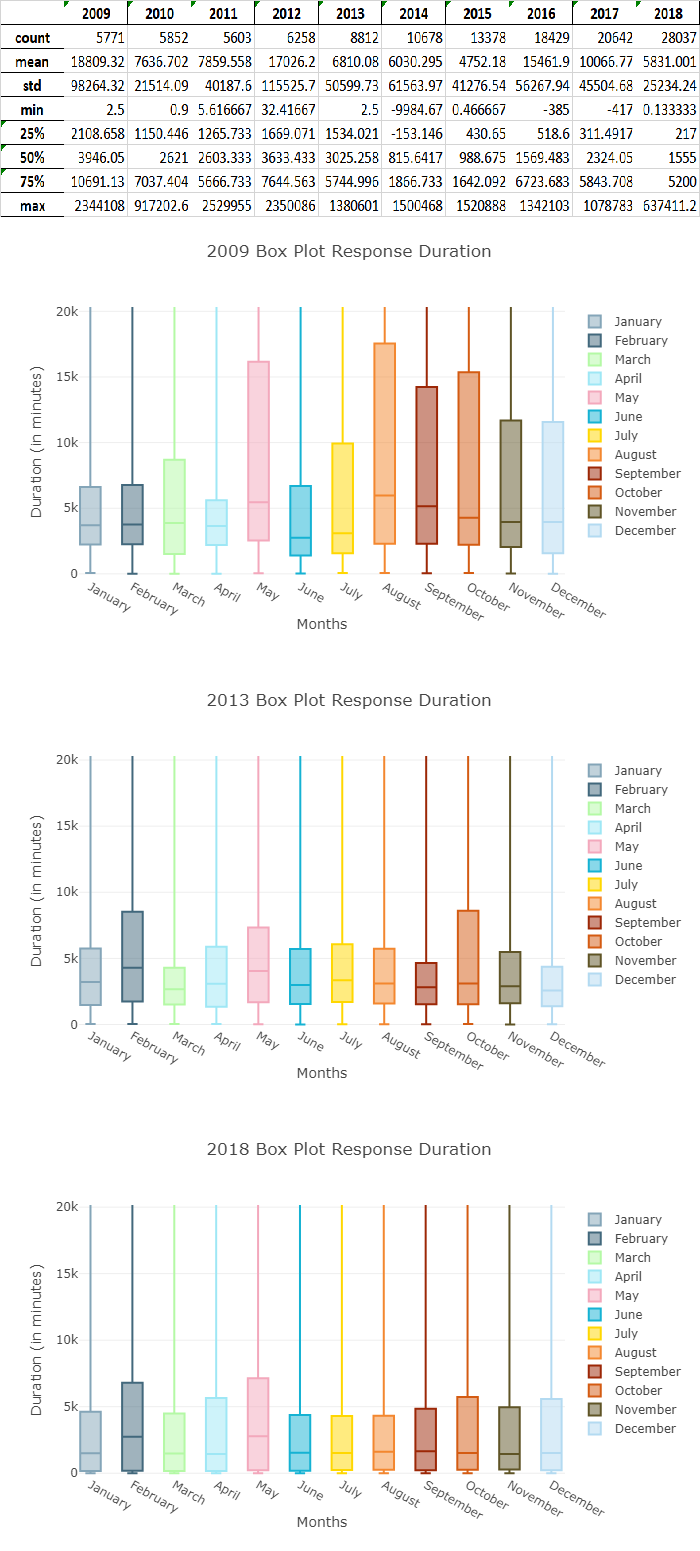 2009 2010 2011 2012 2013 2014 2015 2016 2017 2018
count 5771 5852 5603 6258 8812 10678 13378 18429 20642 28037
mean 18809.32 7636.702 7859.558 17026.2 6810.08 6030.295 4752.18 15461.9 10066.77 5831.001
std 98264.32 21514.09 40187.6 115525.7 50599.73 61563.97 41276.54 56267.94 45504.68 25234.24
min 2.5 0.9 5.616667 32.41667 2.5 -9984.67 0.466667 -385 -417 0.133333
25% 2108.658 1150.446 1265.733 1669.071 1534.021 -153.146 430.65 518.6 311.4917 217
50% 3946.05 2621 2603.333 3633.433 3025.258 815.6417 988.675 1569.483 2324.05 1555
75% 10691.13 7037.404 5666.733 7644.563 5744.996 1866.733 1642.092 6723.683 5843.708 5200
max 2344108 917202.6 2529955 2350086 1380601 1500468 1520888 1342103 1078783 637411.2
2009 Box Plot Response Duration
Duration (in minutes)
20k
15k
10k
5k
0
January February March April May June July August September October November December
Months
January
February
March
April
May
June
July
August
September
October
November
December
2013 Box Plot Response Duration
Duration (in minutes)
20k
15k
10k
5k
0
January February March April May June July August September October November December
Months
January
February
March
April
May
June
July
August
September
October
November
December
2018 Box Plot Response Duration
Duration (in minutes)
20k
15k
10k
5k
0
January February March April May June July August September October November December
Months
January
February
March
April
May
June
July
August
September
October
November
December